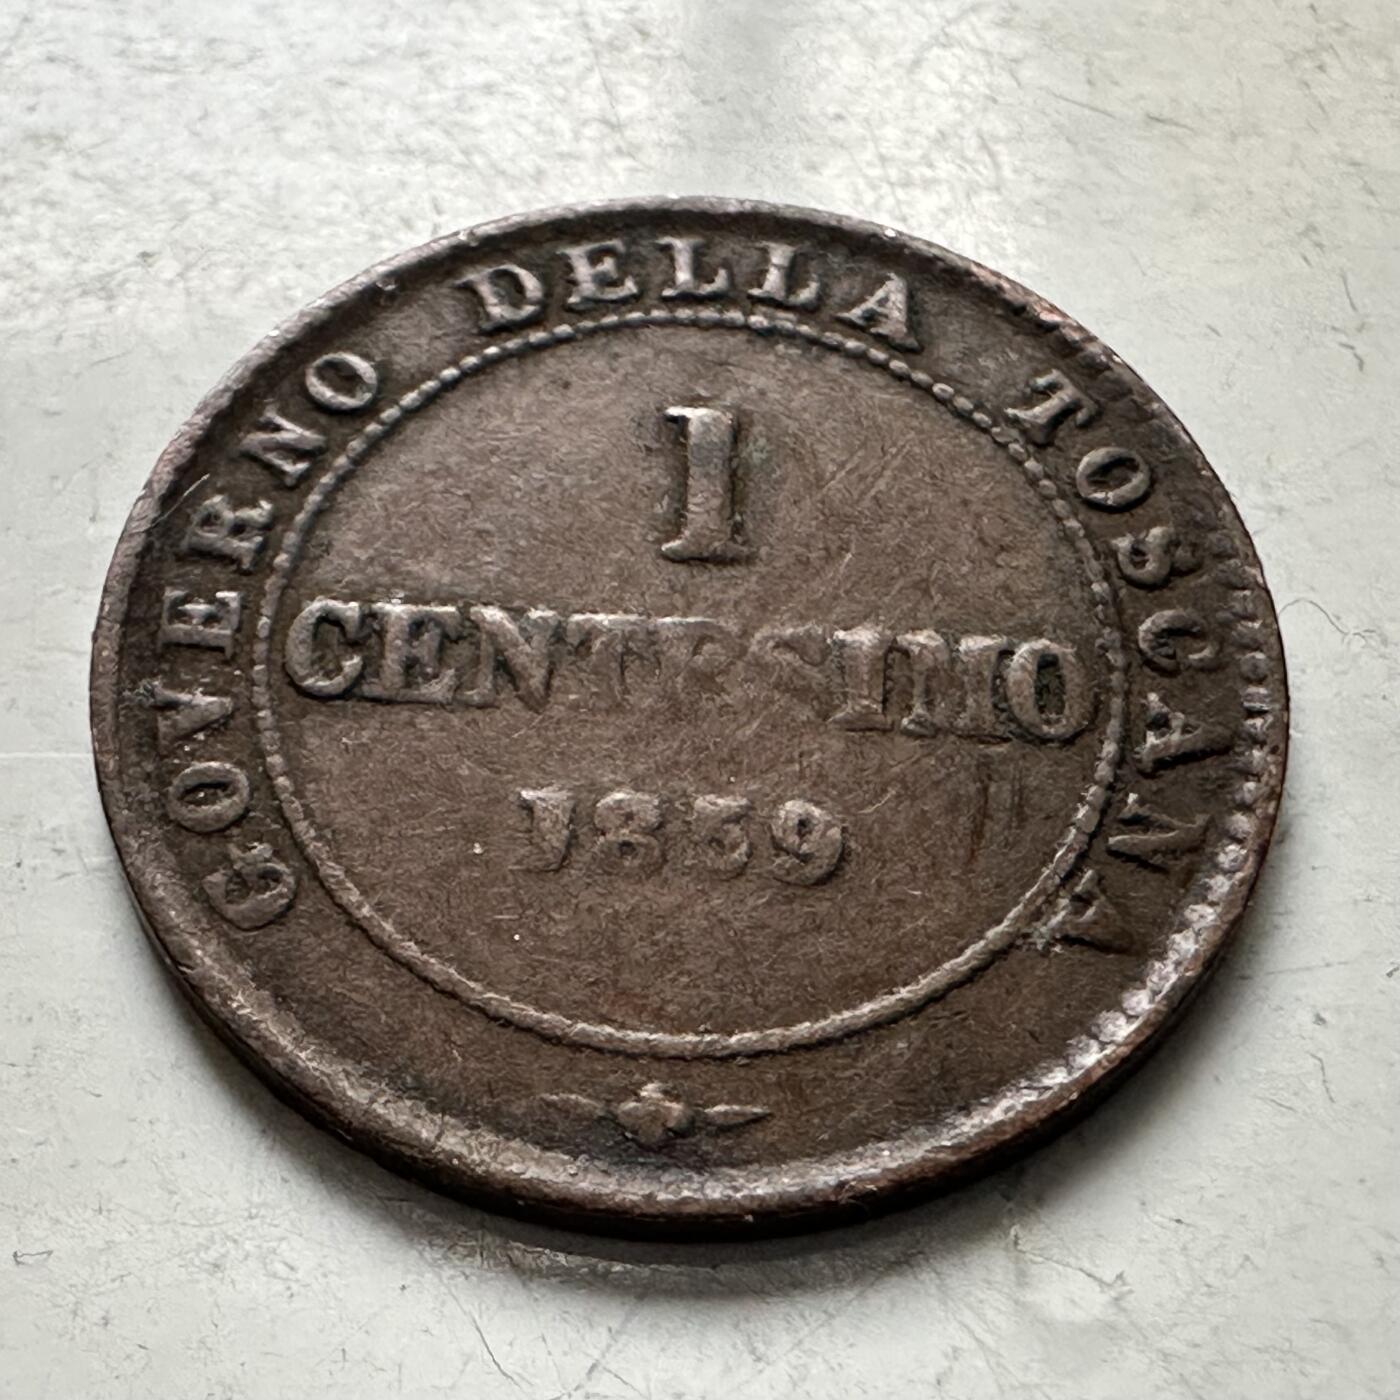 GOVERNO DELLA TOSCANA
1
CENTESIMO
1859